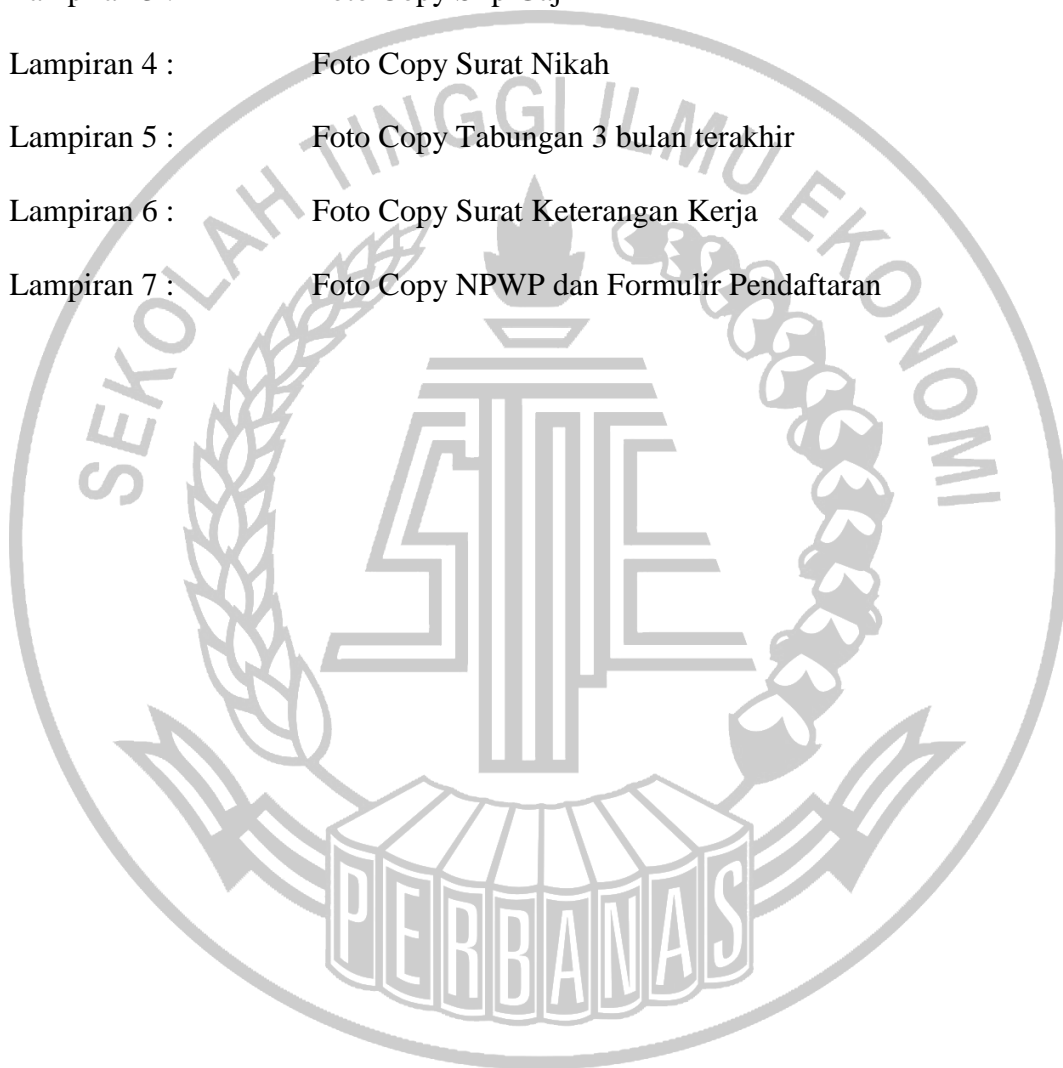 Lampiran 4 : Foto Copy Surat Nikah
Lampiran 5 : Foto Copy Tabungan 3 bulan terakhir
Lampiran 6 : Foto Copy Surat Keterangan Kerja
Lampiran 7 : Foto Copy NPWP dan Formulir Pendaftaran
SEKOLAH TINGGI ILMU EKONOMI
STIE
PERBANAS